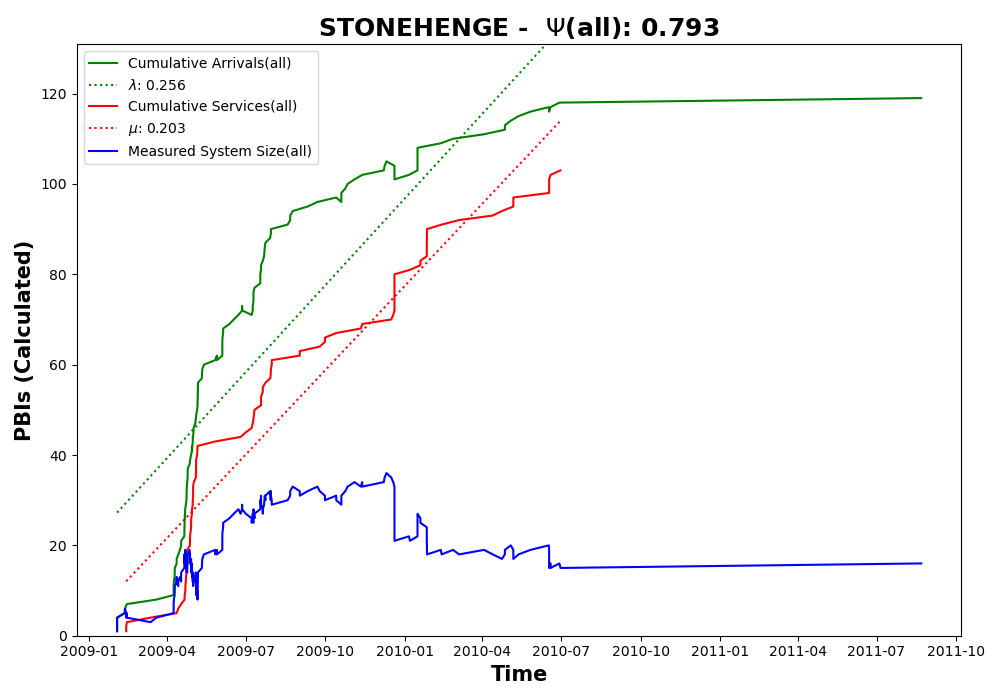 STONEHENGE - Ψ(all): 0.793
Cumulative Arrivals(all)
λ: 0.256
Cumulative Services(all)
μ: 0.203
Measured System Size(all)
PBIs (Calculated)
120
100
80
60
40
20
0
2009-01 2009-04 2009-07 2009-10 2010-01 2010-04 2010-07 2010-10 2011-01 2011-04 2011-07 2011-10
Time